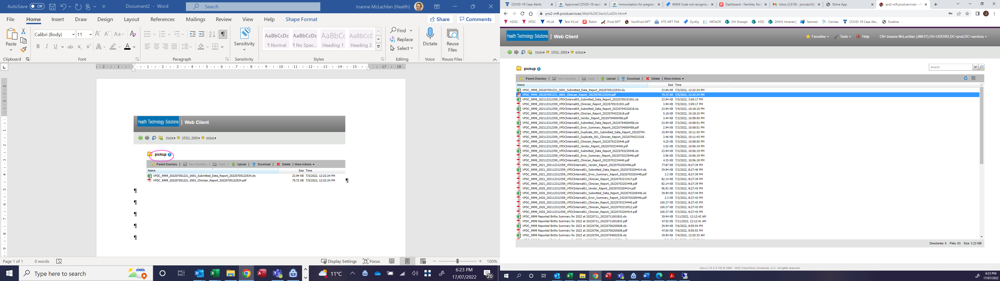 AutoSave Off Document2 - Word Search Joanne McLachlan (Health)
File Home Insert Draw Design Layout References Mailings Review View Help Shape Format Share Comments
Paste
Clipboard
Calibri (Body) 11
Font
Paragraph
Sensitivity
Sensitivity
AaBbCcDc AaBbCcDc AaBbCc AaBbCcD
¶ Normal ¶ No Spac... Heading 1 Heading 2
Styles
Find
Replace
Select
Editing
Dictate
Voice
Reuse Files
Reuse Files
Health Technology Solutions | Web Client
Home VPDC_9999 pickup
pickup
Parent Directory | New Directory | Open | Upload | Download | Delete | More Actions
Name Size Time
VPDC_9999_202207051221_0001_Submitted_Data_Report_20220705122534.xls 23.94 KB 7/5/2022, 12:22:24 PM
VPDC_9999_202207051221_0001_Clinician_Report_20220705122534.pdf 75.72 KB 7/5/2022, 12:22:24 PM ¶
¶
¶
¶
¶
¶
Page 1 of 1 0 words Display Settings Focus 100%
Type here to search 11°C 6:23 PM 17/07/2022 20
COVID-19 Case Alerts Approved COVID-19 vaccin Immunisation for pregnan W004 Code not recognise Dashboard - Families, Fair Inbox (2,619) - jsmclach@ Xtime App prs2-mft.prod.services - /V
prs2-mft.prod.services/Web%20Client/ListDir.htm#
HDSS VPDC HColl Test HColl Robin Prod MFT NonProd MFT HTS MFT FIM DynEq METeOR DH Sharept HSD DHHS Intranet | Yammer Cenitex COVID-19 Case Ale... Ewelme
Health Technology Solutions | Web Client Favorites Tools Help CN=Joanne McLachlan (JM637),OU=USERID,DC=prod,DC=services
Home VPDC_9999 pickup
pickup Search
Parent Directory | New Directory | Open | Upload | Download | Delete | More Actions
Name Size Time
VPDC_9999_202207051221_0001_Submitted_Data_Report_20220705122534.xls 23.94 KB 7/5/2022, 12:22:24 PM
VPDC_9999_202207051221_0001_Clinician_Report_20220705122534.pdf 75.72 KB 7/5/2022, 12:22:24 PM
VPDC_9999_202112312359_VPDCInternal05_Submitted_Data_Report_20220705151501.xls 23.94 KB 7/5/2022, 3:09:17 PM
VPDC_9999_202112312359_VPDCInternal05_Clinician_Report_20220705151501.pdf 3.94 KB 7/5/2022, 3:09:17 PM
VPDC_9999_202112312359_VPDCInternal04_Submitted_Data_Report_20220704222618.xls 23.94 KB 7/4/2022, 10:18:15 PM
VPDC_9999_202112312359_VPDCInternal04_Clinician_Report_20220704222618.pdf 5.18 KB 7/4/2022, 10:18:15 PM
VPDC_9999_202112312359_VPDCInternal03_Vendor_Report_20220704000458.pdf 3.44 KB 7/3/2022, 10:58:50 PM
VPDC_9999_202112312359_VPDCInternal03_Submitted_Data_Report_20220704000458.xls 23.94 KB 7/3/2022, 10:58:51 PM
VPDC_9999_202112312359_VPDCInternal03_Error_Summary_Report_20220704000458.pdf 2.94 KB 7/3/2022, 10:58:51 PM
VPDC_9999_202112312359_VPDCInternal03_Duplicate_001_Submitted_Data_Report_20220704... 15.94 KB 7/4/2022, 10:11:43 PM
VPDC_9999_202112312359_VPDCInternal03_Duplicate_001_Clinician_Report_20220704221518... 3.46 KB 7/4/2022, 10:11:43 PM
VPDC_9999_202112312359_VPDCInternal03_Clinician_Report_20220703235446.pdf 4.25 KB 7/3/2022, 10:58:50 PM
VPDC_9999_202112312359_VPDCInternal02_Vendor_Report_20220703234440.pdf 3.52 KB 7/3/2022, 10:56:19 PM
VPDC_9999_202112312359_VPDCInternal02_Submitted_Data_Report_20220703235446.xls 23.94 KB 7/3/2022, 10:56:19 PM
VPDC_9999_202112312359_VPDCInternal02_Error_Summary_Report_20220703235446.pdf 2.96 KB 7/3/2022, 10:56:19 PM
VPDC_9999_202112312359_VPDCInternal02_Clinician_Report_20220703234440.pdf 4.35 KB 7/3/2022, 10:56:18 PM
VPDC_9999_2021_202112312359_VPDCInternal01_Vendor_Report_20220703203448.pdf 77.87 KB 7/3/2022, 8:27:39 PM
VPDC_9999_2021_202112312359_VPDCInternal01_Submitted_Data_Report_20220703204414.xls 39.94 KB 7/3/2022, 8:27:40 PM
VPDC_9999_2021_202112312359_VPDCInternal01_Error_Summary_Report_20220703203448.pdf 3.3 KB 7/3/2022, 8:27:39 PM
VPDC_9999_2021_202112312359_VPDCInternal01_Clinician_Report_20220703213417.pdf 82.14 KB 7/3/2022, 8:27:39 PM
VPDC_9999_2021_202112312359_VPDCInternal01_Clinician_Report_20220703203448.pdf 82.14 KB 7/3/2022, 8:27:39 PM
VPDC_9999_2020_202112312359_VPDCInternal01_Vendor_Report_20220703204414.pdf 96.91 KB 7/3/2022, 8:27:43 PM
VPDC_9999_2020_202112312359_VPDCInternal01_Submitted_Data_Report_20220703205446.xls 39.94 KB 7/3/2022, 8:27:44 PM
VPDC_9999_2020_202112312359_VPDCInternal01_Error_Summary_Report_20220703205446.pdf 3.3 KB 7/3/2022, 8:27:43 PM
VPDC_9999_2020_202112312359_VPDCInternal01_Clinician_Report_20220703234440.pdf 100.37 KB 7/3/2022, 8:27:43 PM
VPDC_9999_2020_202112312359_VPDCInternal01_Clinician_Report_20220703210512.pdf 100.37 KB 7/3/2022, 8:27:43 PM
VPDC_9999_2020_202112312359_VPDCInternal01_Clinician_Report_20220703204414.pdf 100.37 KB 7/3/2022, 8:27:43 PM
VPDC_9999 Reported Births Summary for 2022 at 20220711_20220711001810.xls 39.94 KB 7/11/2022, 12:12:42 AM
VPDC_9999 Reported Births Summary for 2022 at 20220711_20220711001810.pdf 47.52 KB 7/11/2022, 12:12:41 AM
VPDC_9999 Reported Births Summary for 2022 at 20220706_20220706205608.xls 39.94 KB 7/6/2022, 8:55:54 PM
VPDC_9999 Reported Births Summary for 2022 at 20220706_20220706205608.pdf 47.65 KB 7/6/2022, 8:55:53 PM
VPDC_9999 Reported Births Summary for 2022 at 20220704_20220704002536.xls 39.94 KB 7/4/2022, 12:25:33 AM
Directories: 0 Files: 63 Size: 3.22 MB
Serv-U 15.2.3.742 © 1995 - 2022 SolarWinds Worldwide, LLC. All rights reserved.
6:23 PM
17/07/2022